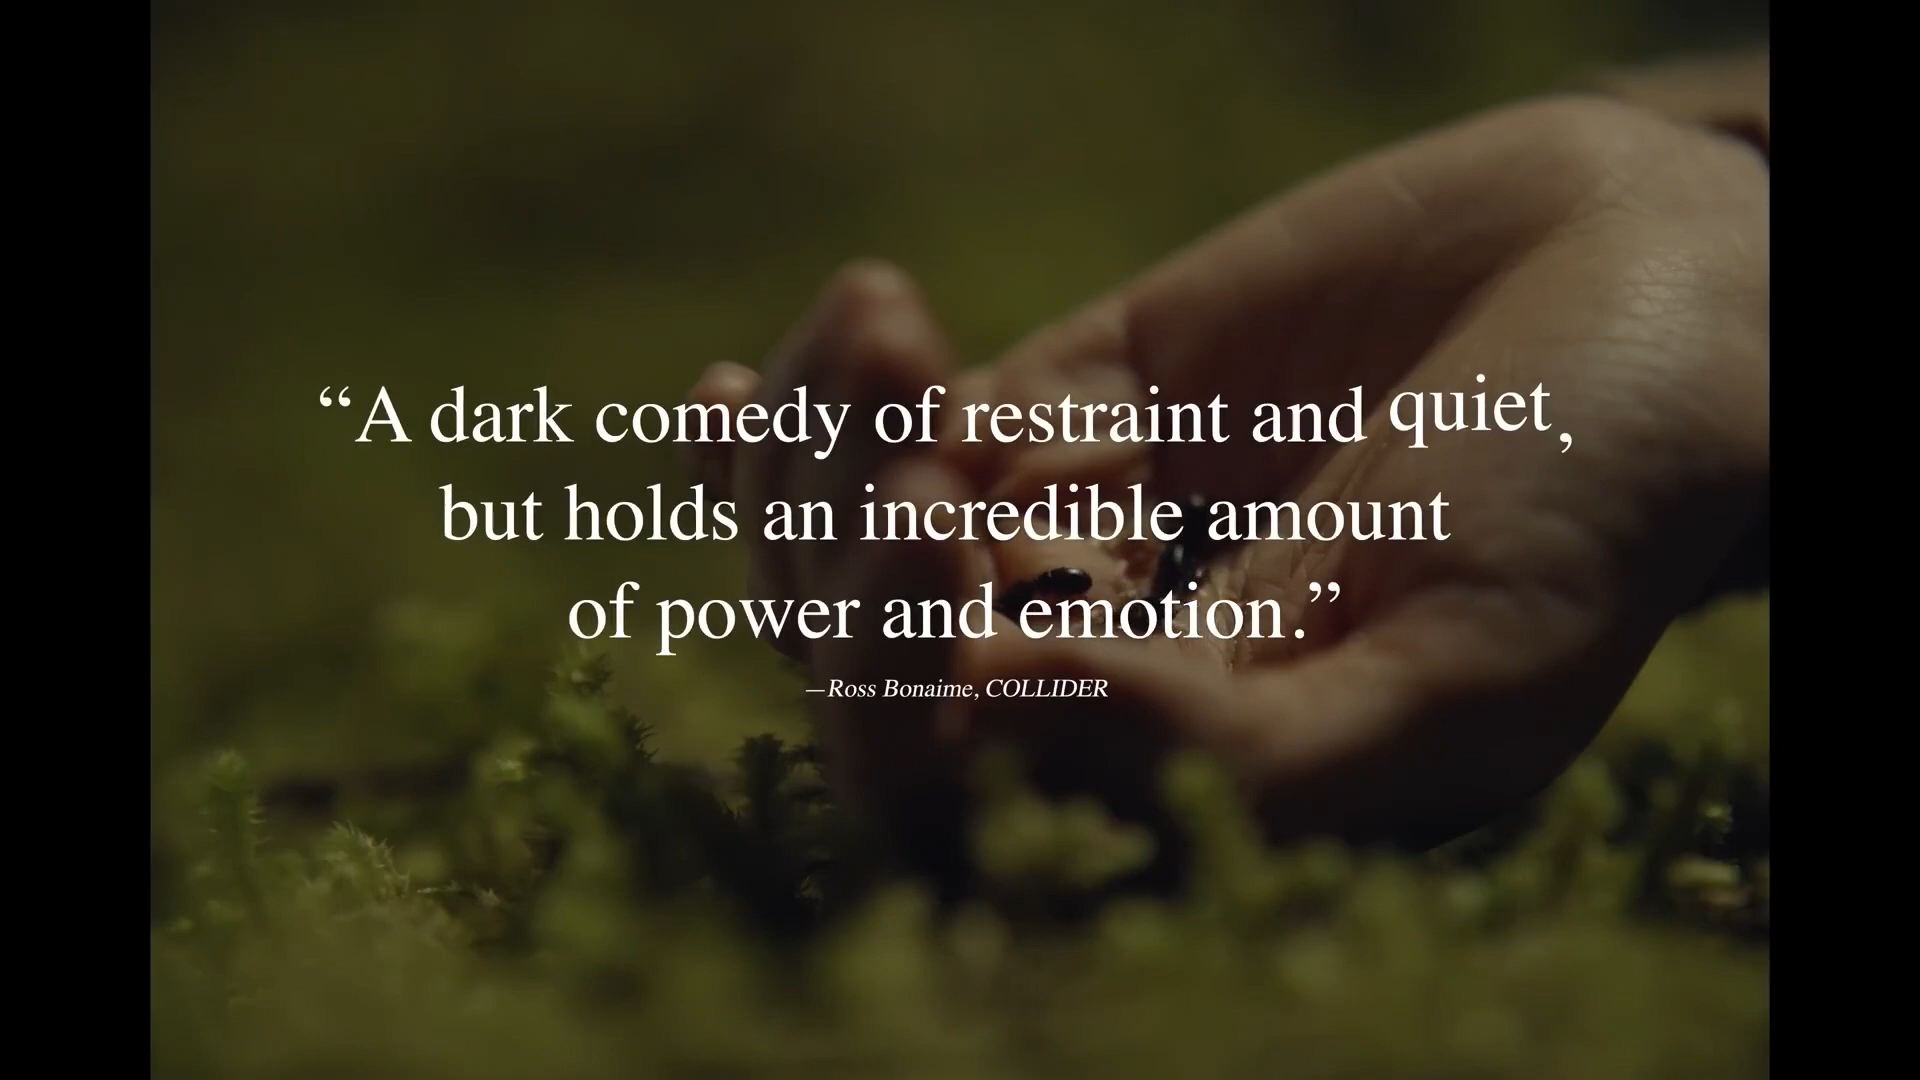 “A dark comedy of restraint and quiet,
but holds an incredible amount
of power and emotion.”
—Ross Bonaime, COLLIDER